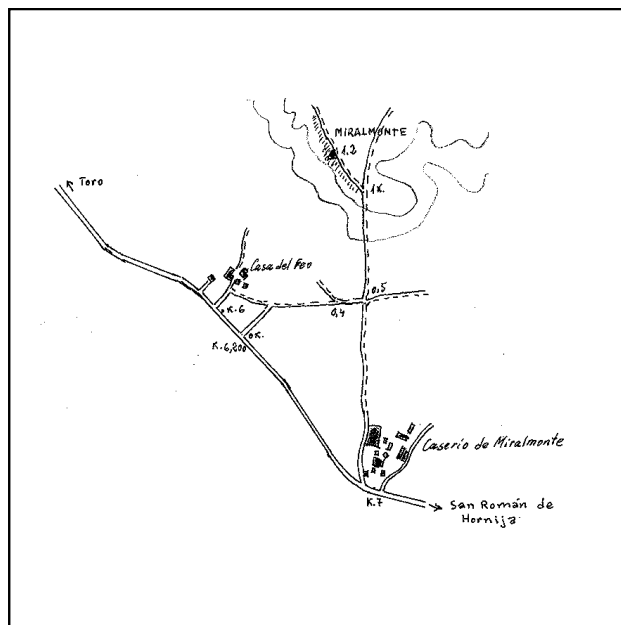 MIRALMONTE
1,2
1K.
Toro
Casa del Feo
K.6
0,5
0,4
0K.
K.6,200
Caserío de Miralmonte
K.7
San Román de
Hornija